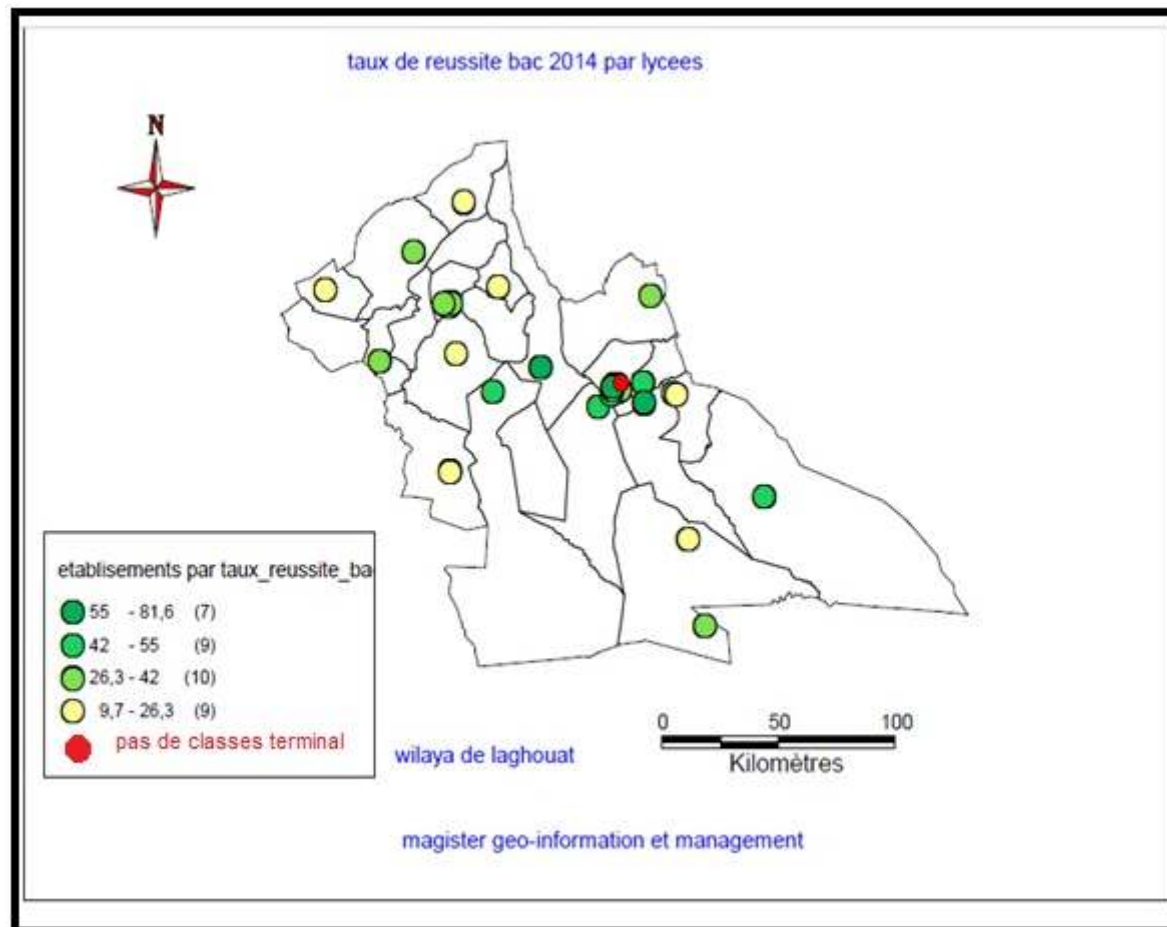 taux de reussite bac 2014 par lycees
N
etablisements par taux_reussite_ba
55 - 81,6 (7)
42 - 55 (9)
26,3 - 42 (10)
9,7 - 26,3 (9)
pas de classes terminal
0 50 100
Kilomètres
wilaya de laghouat
magister geo-information et management